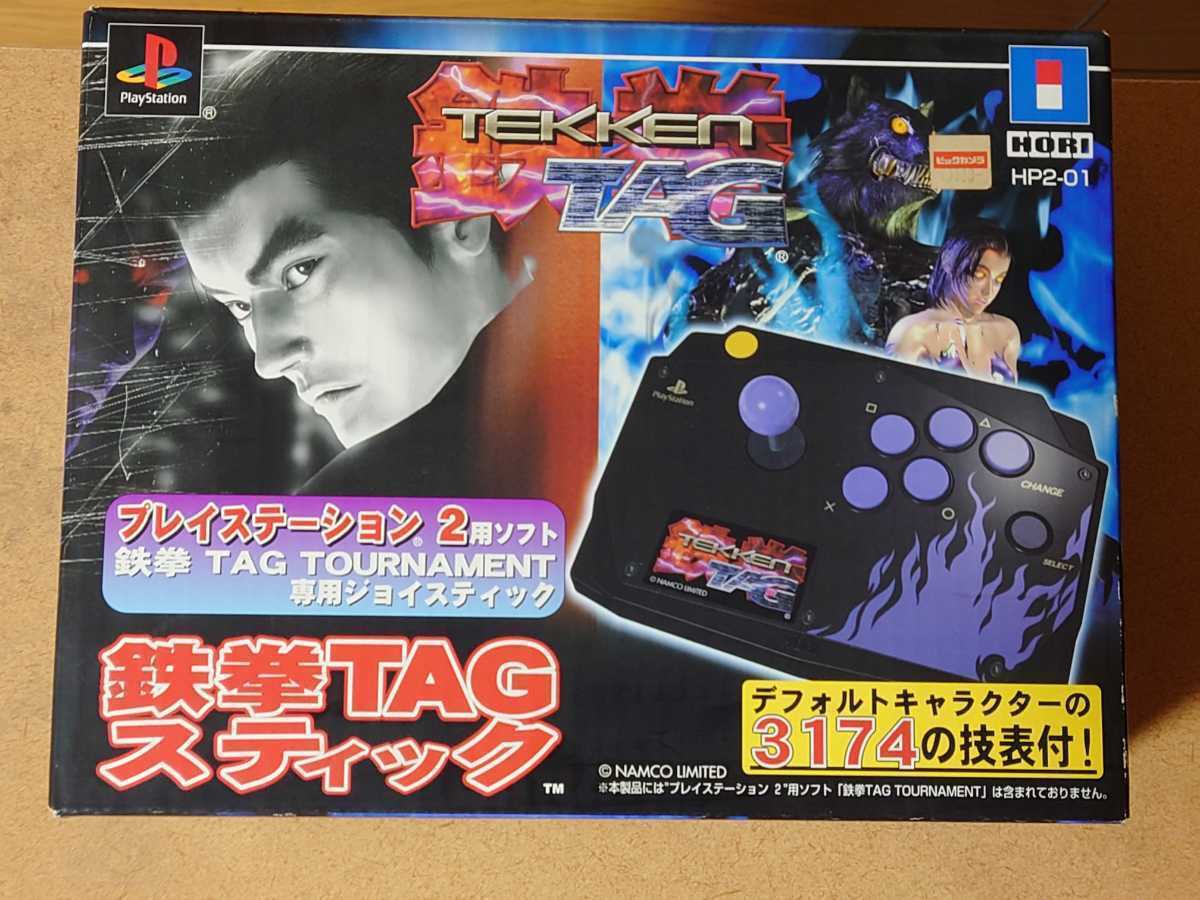 PlayStation
®
鉄拳
TEKKEN
TAG
®
HORI
HP2-01
ビックカメラ
PlayStation
□
△
×
○
CHANGE
SELECT
鉄拳
TEKKEN
TAG
®
© NAMCO LIMITED
プレイステーション® 2用ソフト
鉄拳 TAG TOURNAMENT
専用ジョイスティック
鉄拳TAG
スティック™
デフォルトキャラクターの
3174の技表付!
© NAMCO LIMITED
※本製品には"プレイステーション 2"用ソフト「鉄拳TAG TOURNAMENT」は含まれておりません。